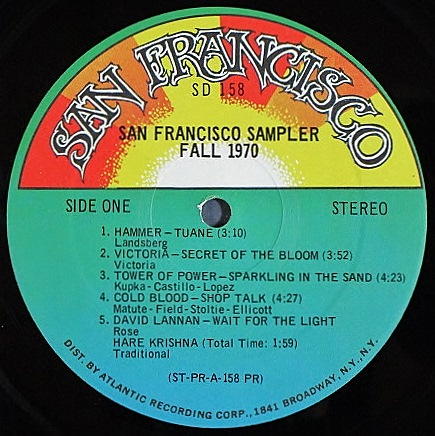 SAN FRANCISCO
SD 158
SAN FRANCISCO SAMPLER
FALL 1970
SIDE ONE
STEREO
1. HAMMER—TUANE (3:10)
Landsberg
2. VICTORIA—SECRET OF THE BLOOM (3:52)
Victoria
3. TOWER OF POWER—SPARKLING IN THE SAND (4:23)
Kupka-Castillo-Lopez
4. COLD BLOOD—SHOP TALK (4:27)
Matute-Field-Stoltie-Ellicott
5. DAVID LANNAN—WAIT FOR THE LIGHT
Rose
HARE KRISHNA (Total Time: 1:59)
Traditional
(ST-PR-A-158 PR)
DIST. BY ATLANTIC RECORDING CORP., 1841 BROADWAY, N.Y., N.Y.